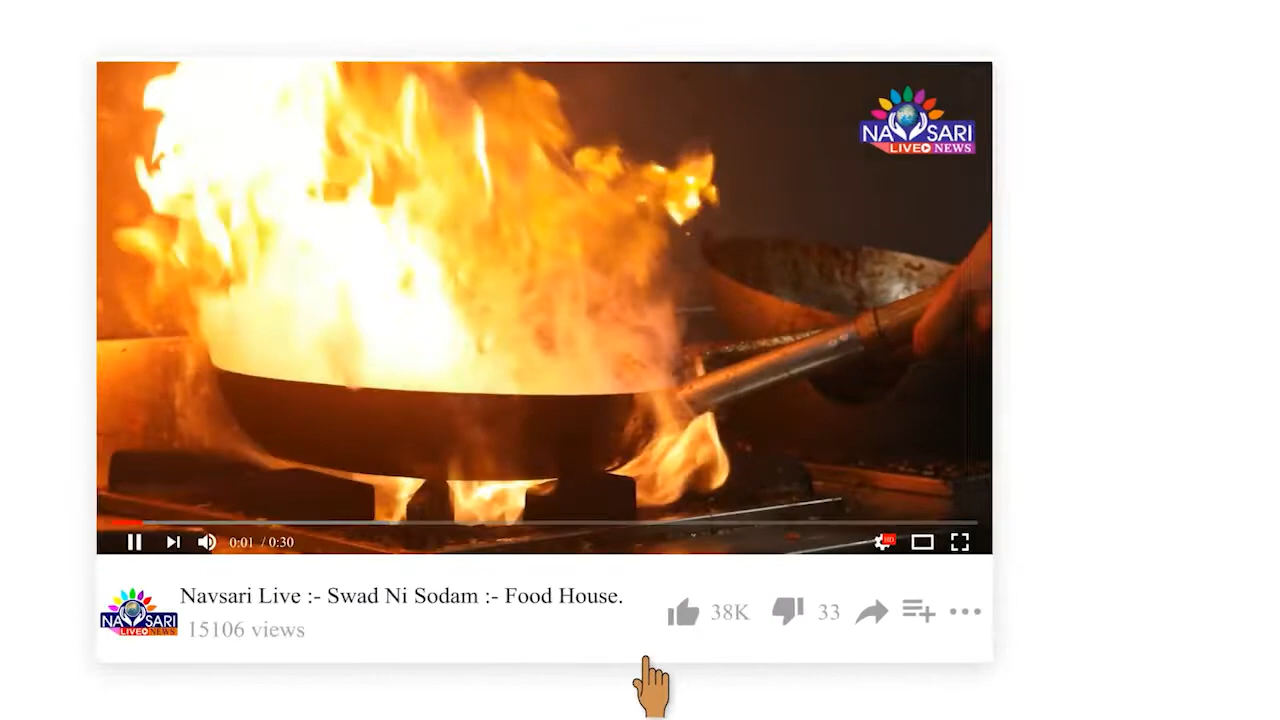 NAVSARI
LIVE NEWS
HD
0:01 / 0:30
NAVSARI
LIVE NEWS
Navsari Live :- Swad Ni Sodam :- Food House.
15106 views
38K
33